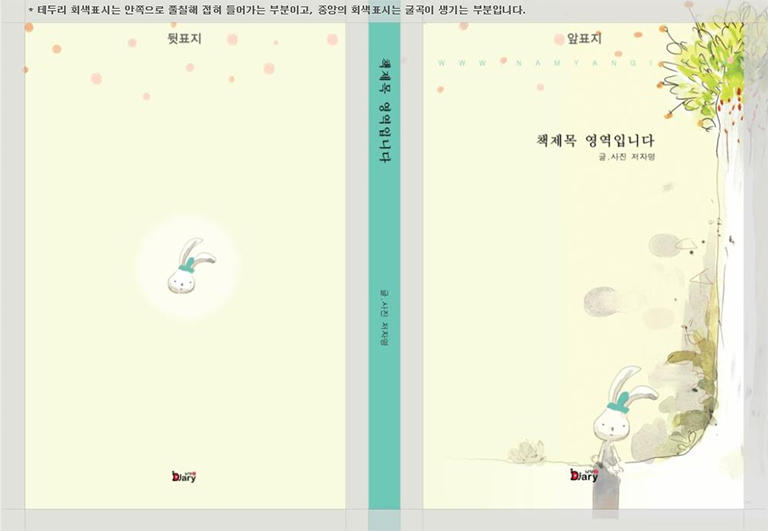 * 테두리 회색표시는 안쪽으로 풀칠해 접혀 들어가는 부분이고, 중앙의 회색표시는 굴곡이 생기는 부분입니다.
뒷표지
Diary
책제목 영역입니다
글.사진 저자명
앞표지
WWW.NAMYANGI
책제목 영역입니다
글.사진 저자명
Diary